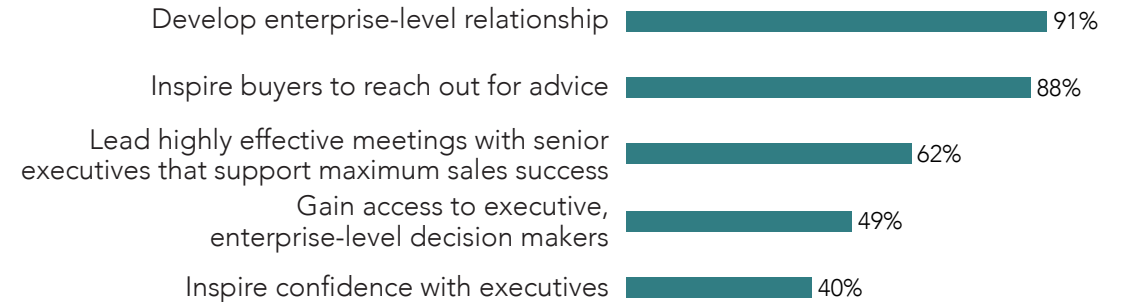 Develop enterprise-level relationship 91%
Inspire buyers to reach out for advice 88%
Lead highly effective meetings with senior
executives that support maximum sales success 62%
Gain access to executive,
enterprise-level decision makers 49%
Inspire confidence with executives 40%